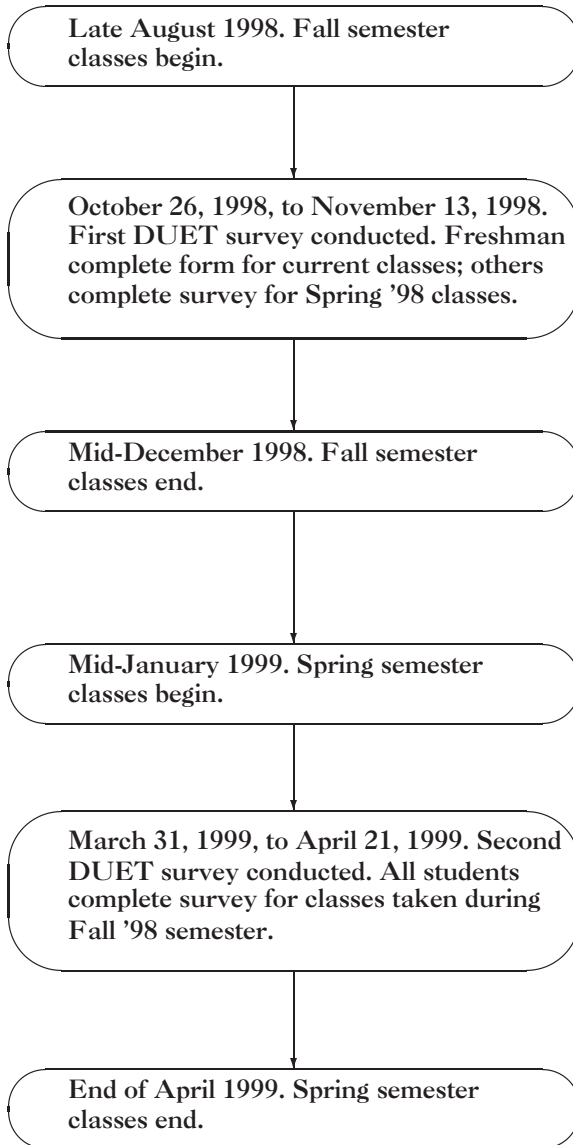 Late August 1998. Fall semester
classes begin.
October 26, 1998, to November 13, 1998.
First DUET survey conducted. Freshman
complete form for current classes; others
complete survey for Spring ’98 classes.
Mid-December 1998. Fall semester
classes end.
Mid-January 1999. Spring semester
classes begin.
March 31, 1999, to April 21, 1999. Second
DUET survey conducted. All students
complete survey for classes taken during
Fall ’98 semester.
End of April 1999. Spring semester
classes end.